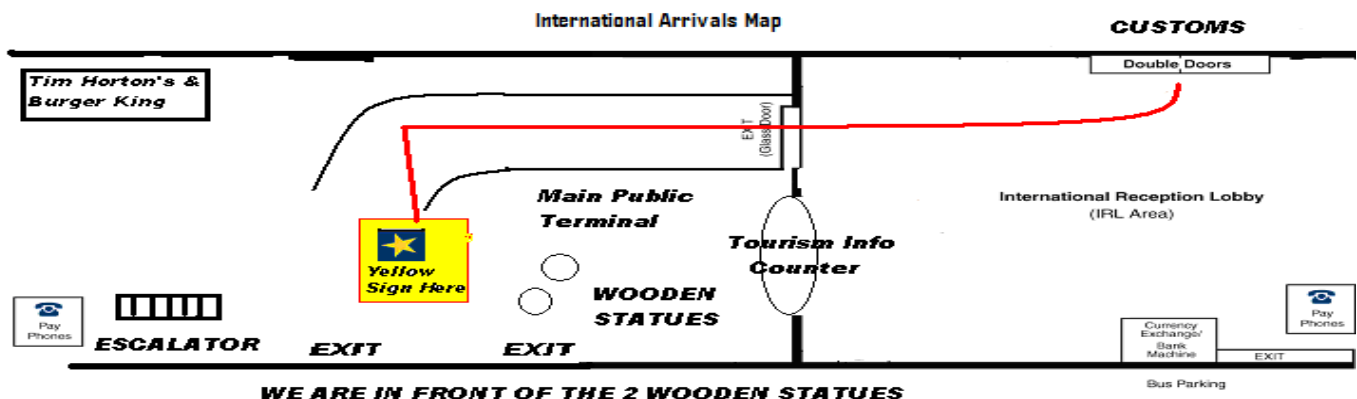 International Arrivals Map
CUSTOMS
Double Doors
Tim Horton's &
Burger King
EXIT
(Glass Door)
Main Public
Terminal
International Reception Lobby
(IRL Area)
Tourism Info
Counter
Yellow
Sign Here
WOODEN
STATUES
Pay
Phones
ESCALATOR
EXIT
EXIT
Currency
Exchange/
Bank
Machine
EXIT
Pay
Phones
Bus Parking
WE ARE IN FRONT OF THE 2 WOODEN STATUES